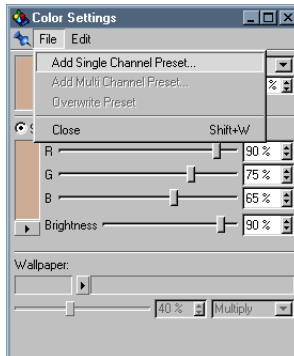 Color Settings
File Edit
Add Single Channel Preset...
Add Multi Channel Preset...
%
Overwrite Preset
Close Shift+W
R 90 %
G 75 %
B 65 %
Brightness 90 %
Wallpaper:
40 % Multiply